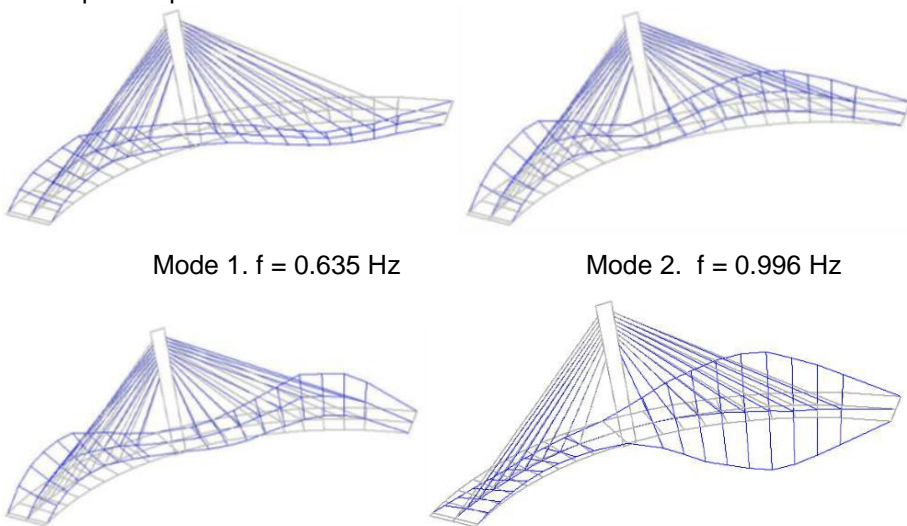 Mode 1. f = 0.635 Hz
Mode 2. f = 0.996 Hz